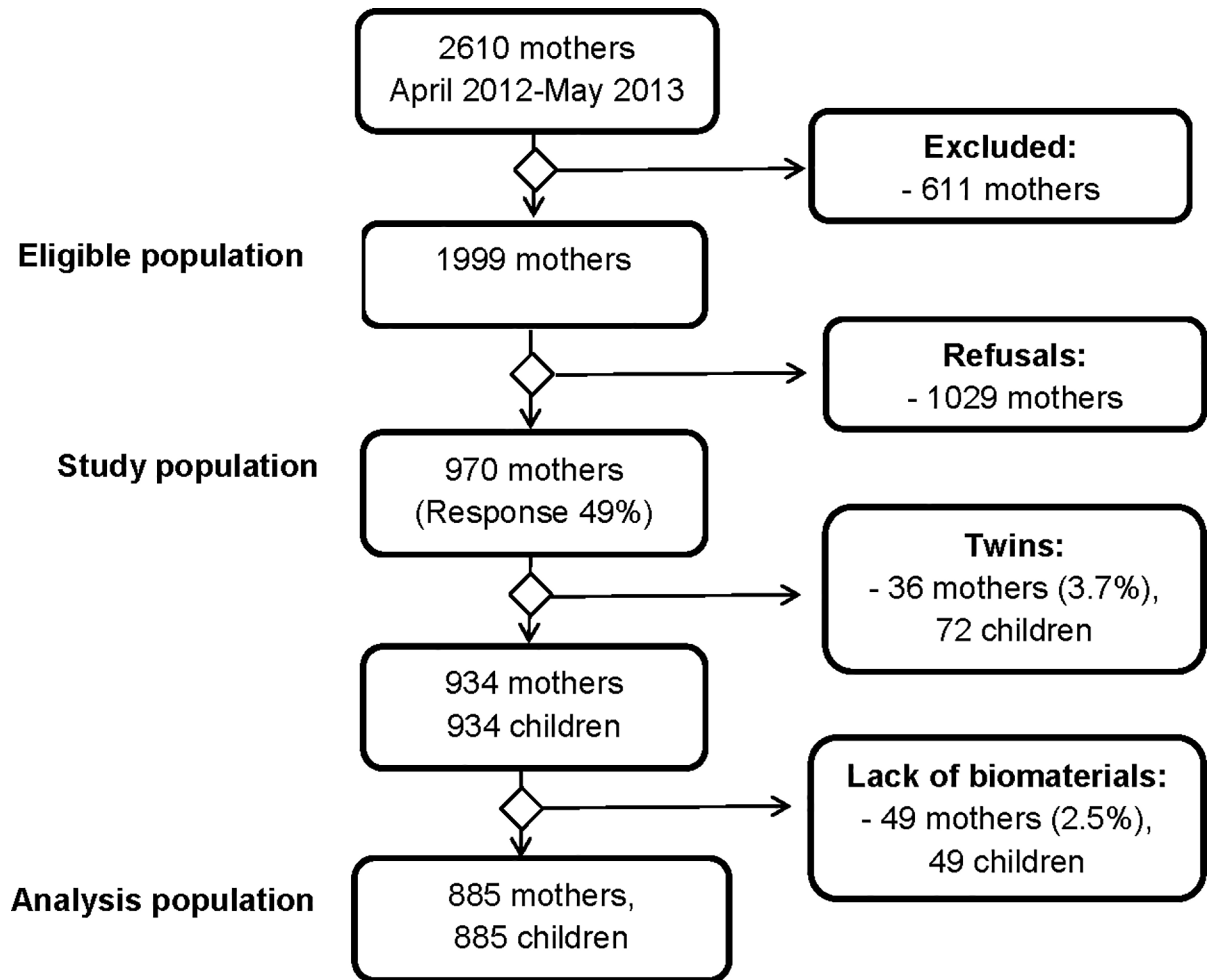 2610 mothers
April 2012-May 2013
Excluded:
- 611 mothers
Eligible population
1999 mothers
Refusals:
- 1029 mothers
Study population
970 mothers
(Response 49%)
Twins:
- 36 mothers (3.7%),
72 children
934 mothers
934 children
Lack of biomaterials:
- 49 mothers (2.5%),
49 children
Analysis population
885 mothers,
885 children